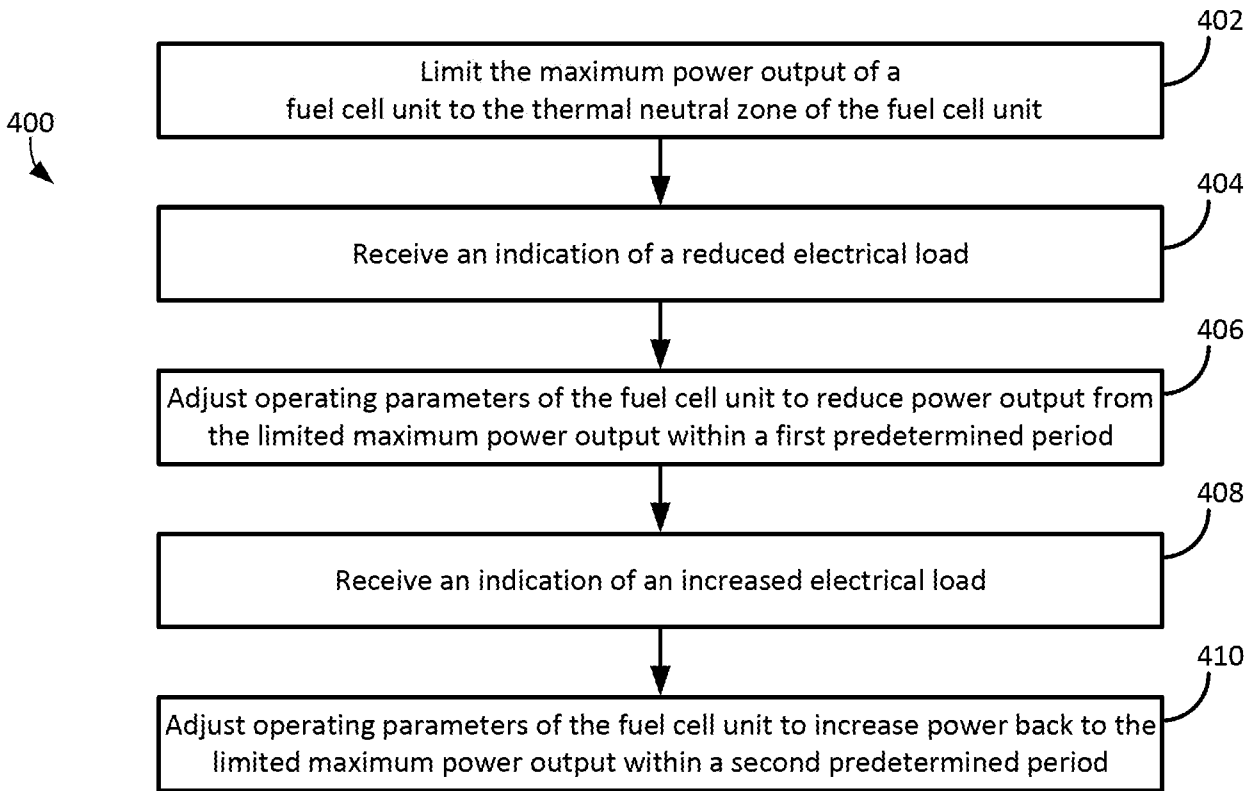 402
Limit the maximum power output of a
fuel cell unit to the thermal neutral zone of the fuel cell unit
400
404
Receive an indication of a reduced electrical load
406
Adjust operating parameters of the fuel cell unit to reduce power output from
the limited maximum power output within a first predetermined period
408
Receive an indication of an increased electrical load
410
Adjust operating parameters of the fuel cell unit to increase power back to the
limited maximum power output within a second predetermined period